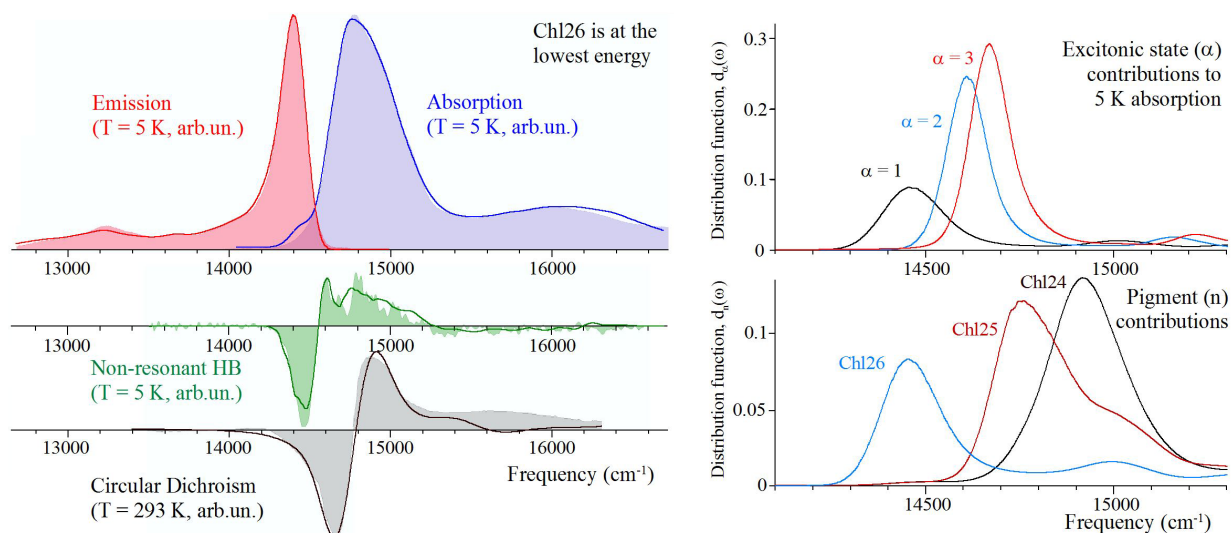 Chl26 is at the
lowest energy
Emission
(T = 5 K, arb.un.)
Absorption
(T = 5 K, arb.un.)
13000 14000 15000 16000
13000 14000 15000 16000
Non-resonant HB
(T = 5 K, arb.un.)
13000 14000 15000 16000
Circular Dichroism
(T = 293 K, arb.un.)
Frequency (cm⁻¹)
Distribution function, dα(ω)
0.3
0.2
0.1
0
α = 3
α = 2
α = 1
Excitonic state (α)
contributions to
5 K absorption
14500 15000
Distribution function, dn(ω)
0.1
0.05
0
Chl24
Chl25
Chl26
Pigment (n)
contributions
14500 15000
Frequency (cm⁻¹)